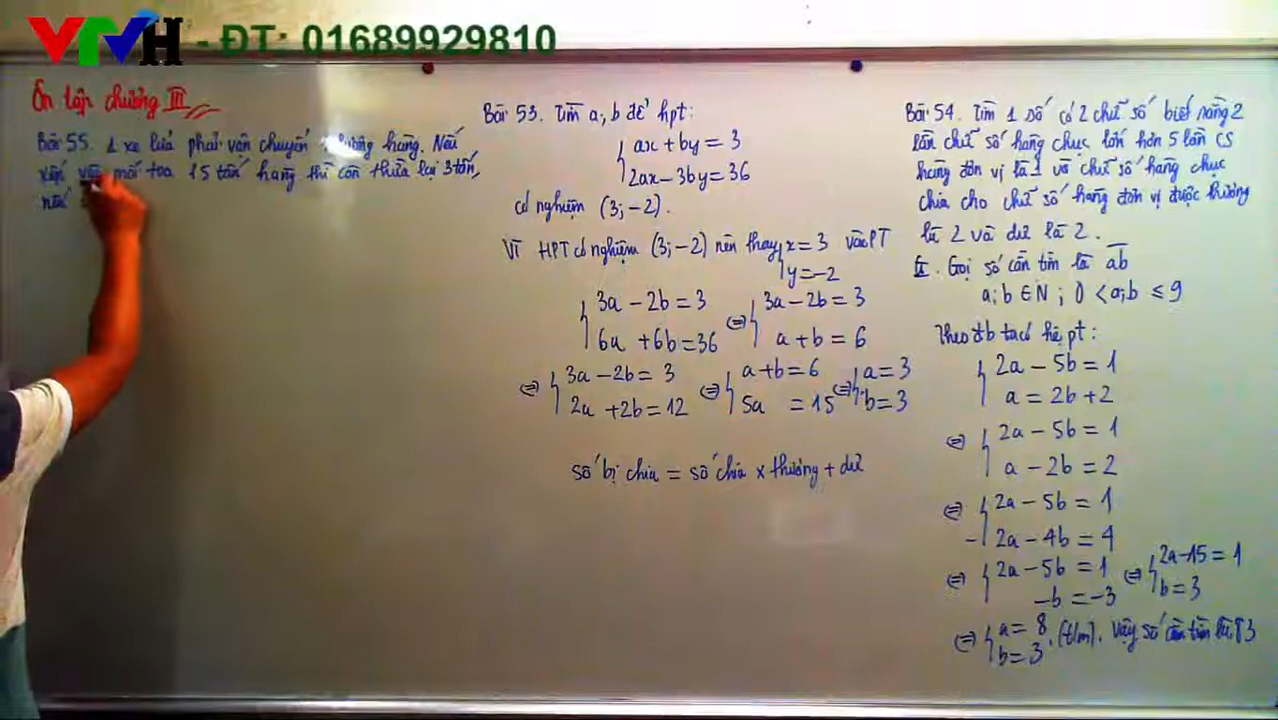 VTVH - ĐT: 01689929810
Ôn tập chương III
Bài 55. 1 xe lửa phải vận chuyển 1 lượng hàng. Nếu
xếp vào mỗi toa 15 tấn hàng thì còn thừa lại 3 tấn,
nếu
Bài 53. Tìm a, b để hpt:
ax + by = 3
2ax - 3by = 36
có nghiệm (3; -2).
Vì HPT có nghiệm (3; -2) nên thay x = 3 vào PT
y = -2
3a - 2b = 3 ⇔ 3a - 2b = 3
6a + 6b = 36 a + b = 6
⇔ 3a - 2b = 3 ⇔ a + b = 6 ⇔ a = 3
2a + 2b = 12 5a = 15 b = 3
số bị chia = số chia x thương + dư
Bài 54. Tìm 1 số có 2 chữ số biết rằng 2
lần chữ số hàng chục lớn hơn 5 lần CS
hàng đơn vị là 1 và chữ số hàng chục
chia cho chữ số hàng đơn vị được thương
là 2 và dư là 2.
Gọi số cần tìm là ab
a; b ∈ N; 0 < a; b ≤ 9
Theo đb ta có hệ pt:
2a - 5b = 1
a = 2b + 2
⇔ 2a - 5b = 1
a - 2b = 2
⇔ 2a - 5b = 1
- 2a - 4b = 4
⇔ 2a - 5b = 1 ⇔ 2a - 15 = 1
-b = -3 b = 3
⇔ a = 8 (t/m). Vậy số cần tìm là 83
b = 3